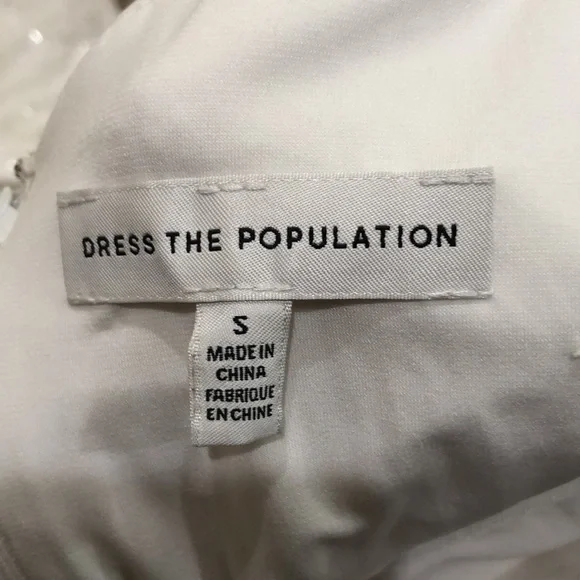 DRESS THE POPULATION
S
MADE IN
CHINA
FABRIQUE
EN CHINE